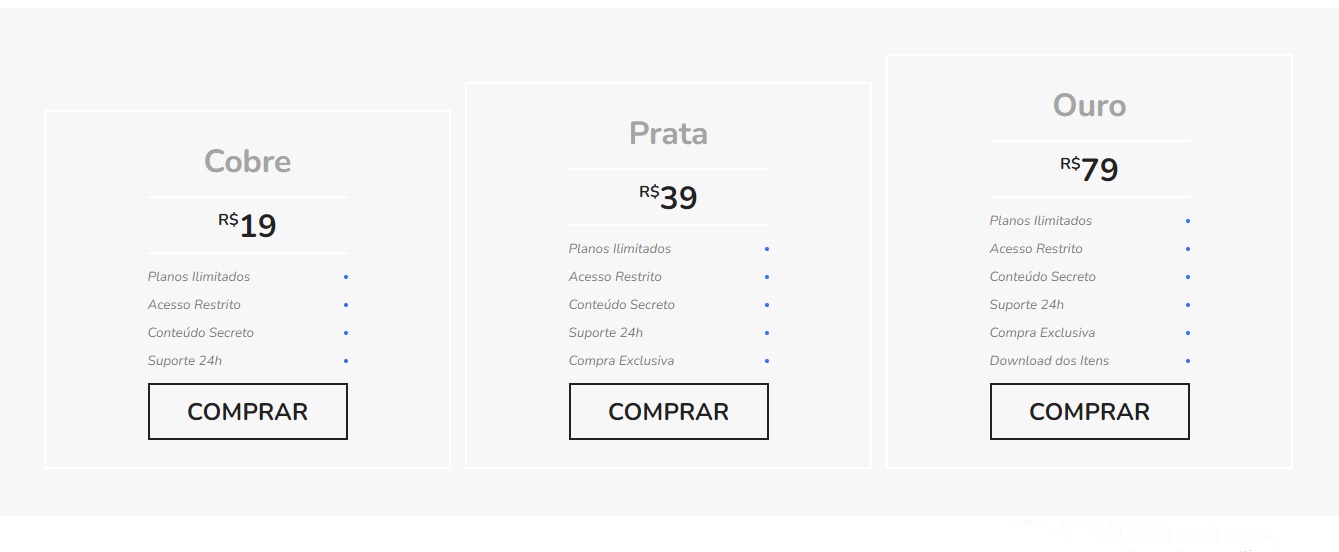 Cobre
R$19
Planos Ilimitados
Acesso Restrito
Conteúdo Secreto
Suporte 24h
COMPRAR
Prata
R$39
Planos Ilimitados
Acesso Restrito
Conteúdo Secreto
Suporte 24h
Compra Exclusiva
COMPRAR
Ouro
R$79
Planos Ilimitados
Acesso Restrito
Conteúdo Secreto
Suporte 24h
Compra Exclusiva
Download dos Itens
COMPRAR